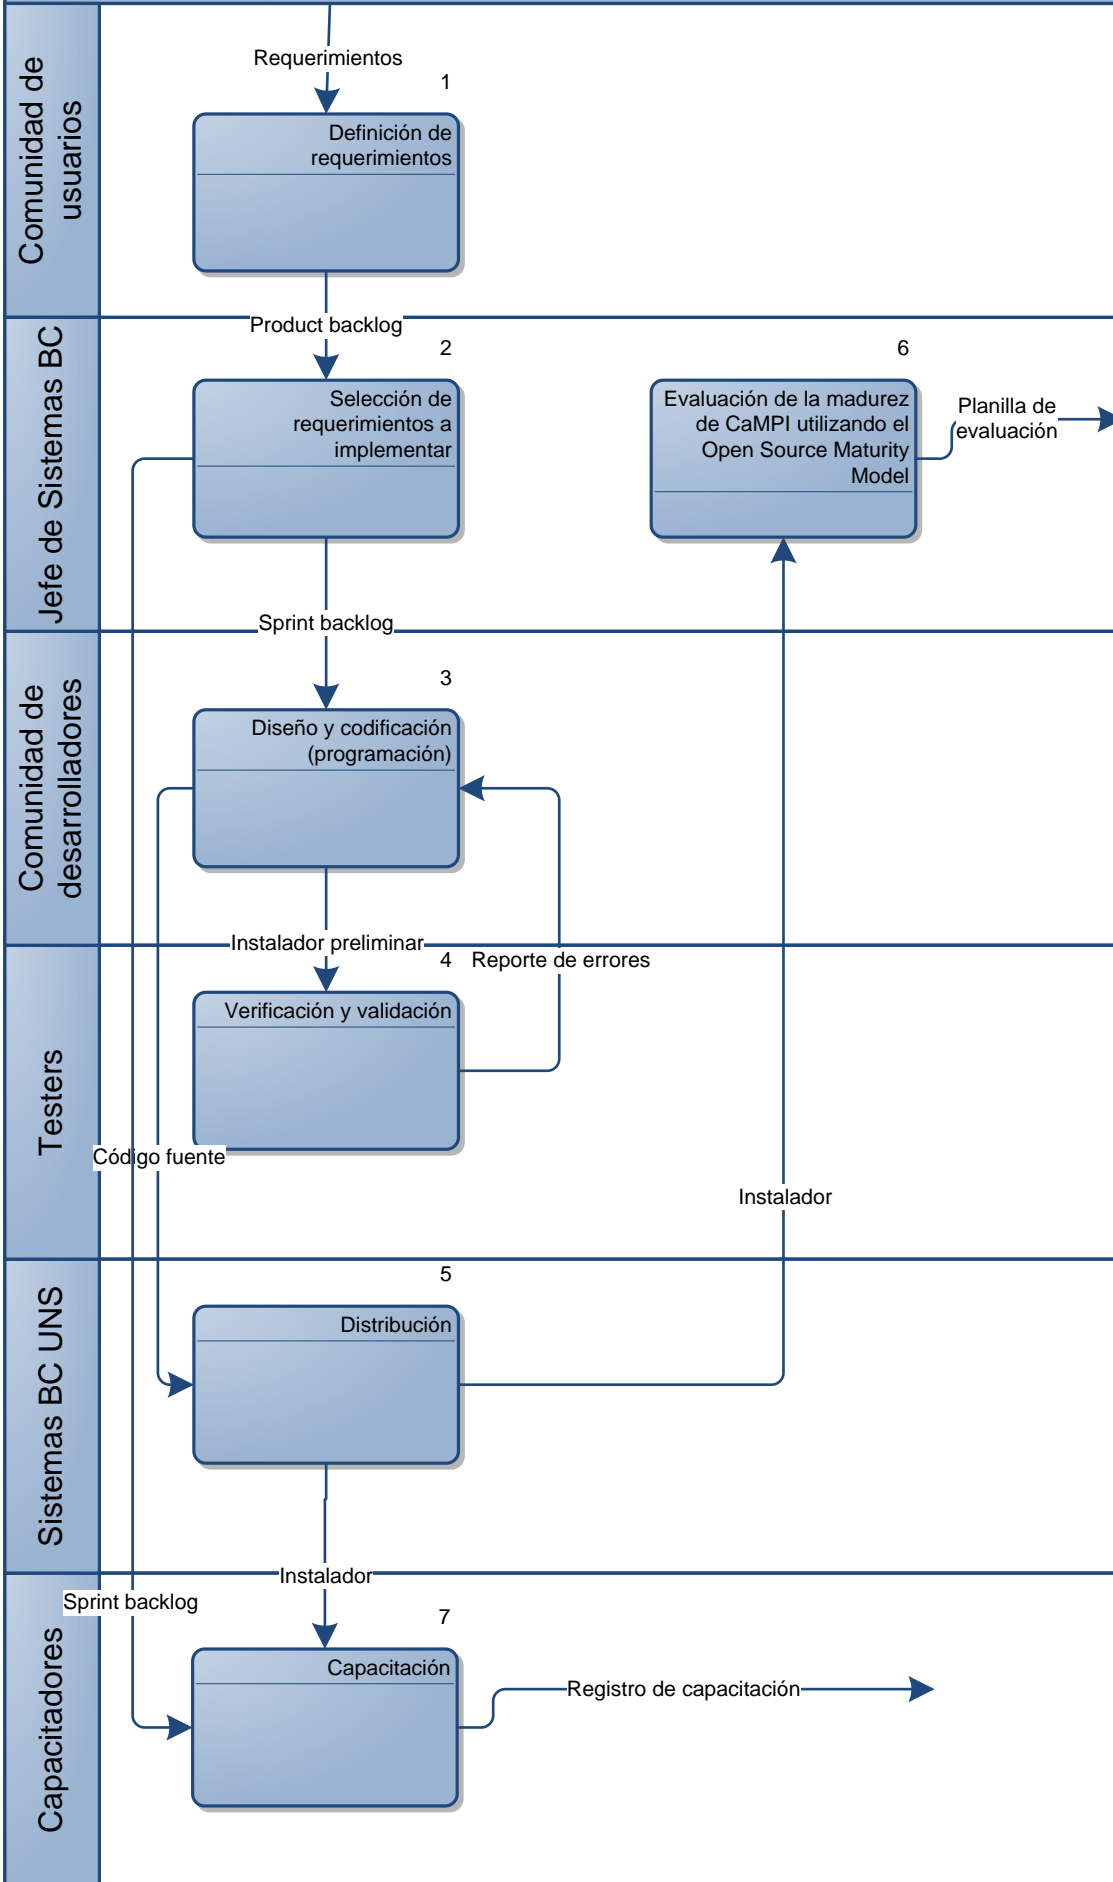 Comunidad de
usuarios
Requerimientos
1
Definición de
requerimientos
Product backlog
Jefe de Sistemas BC
2
Selección de
requerimientos a
implementar
6
Evaluación de la madurez
de CaMPI utilizando el
Open Source Maturity
Model
Planilla de
evaluación
Sprint backlog
Comunidad de
desarrolladores
3
Diseño y codificación
(programación)
Instalador preliminar
Testers
4
Reporte de errores
Verificación y validación
Código fuente
Instalador
Sistemas BC UNS
5
Distribución
Instalador
Capacitadores
Sprint backlog
7
Capacitación
Registro de capacitación